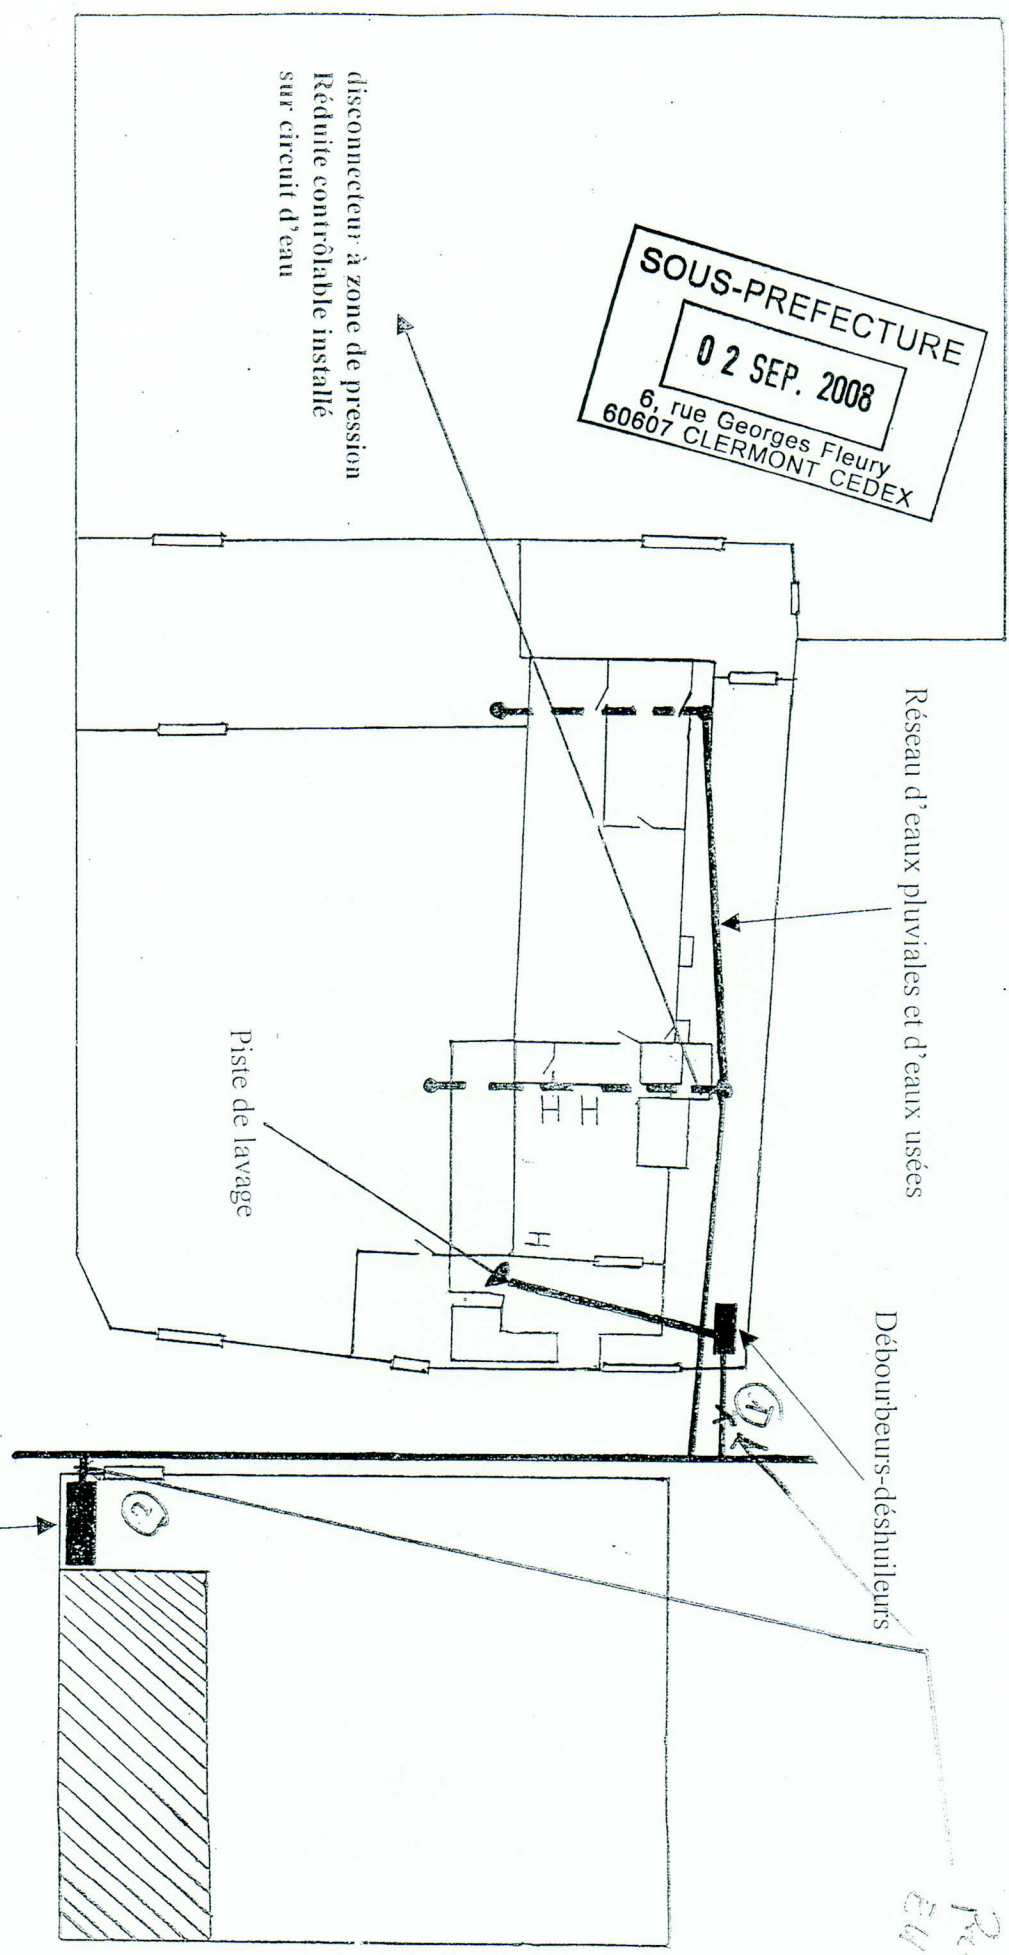 SOUS-PREFECTURE
02 SEP. 2008
6, rue Georges Fleury
60607 CLERMONT CEDEX
disconnecteur à zone de pression
Réduite contrôlable installé
sur circuit d'eau
Réseau d'eaux pluviales et d'eaux usées
Piste de lavage
Débourbeurs-déshuileurs
1
2
H
H
H
EU